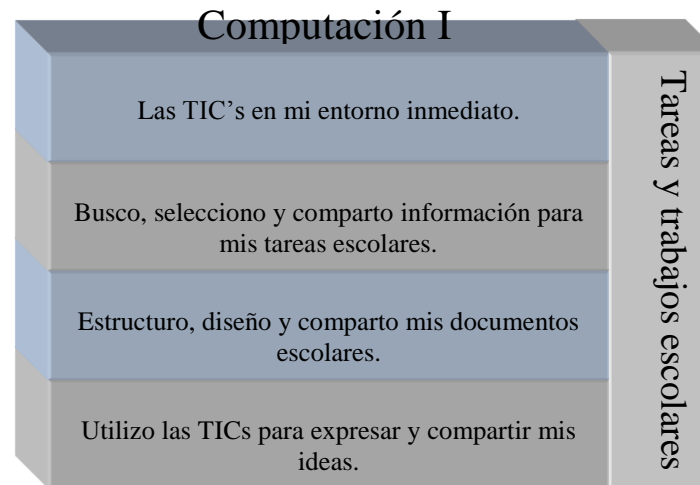 Computación I
Las TIC’s en mi entorno inmediato.
Busco, selecciono y comparto información para
mis tareas escolares.
Estructuro, diseño y comparto mis documentos
escolares.
Utilizo las TICs para expresar y compartir mis
ideas.
Tareas y trabajos escolares